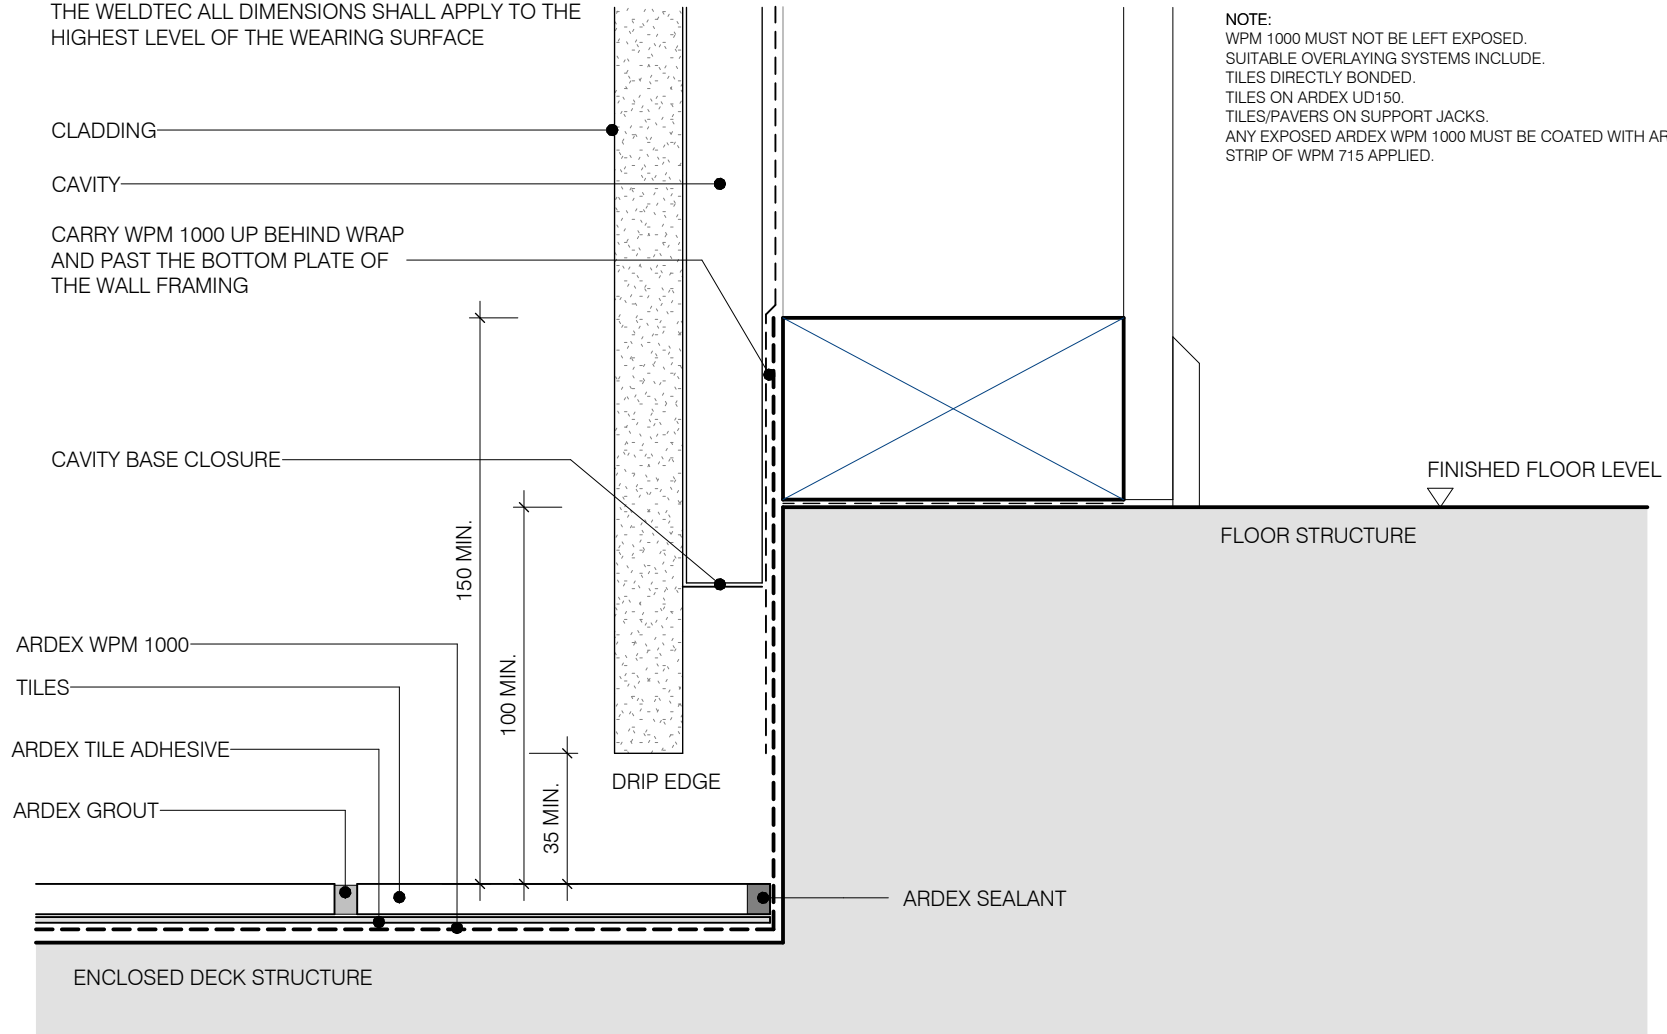 THE WELDTEC ALL DIMENSIONS SHALL APPLY TO THE
HIGHEST LEVEL OF THE WEARING SURFACE
NOTE:
WPM 1000 MUST NOT BE LEFT EXPOSED.
SUITABLE OVERLAYING SYSTEMS INCLUDE.
TILES DIRECTLY BONDED.
TILES ON ARDEX UD150.
TILES/PAVERS ON SUPPORT JACKS.
ANY EXPOSED ARDEX WPM 1000 MUST BE COATED WITH AR
STRIP OF WPM 715 APPLIED.
CLADDING
CAVITY
CARRY WPM 1000 UP BEHIND WRAP
AND PAST THE BOTTOM PLATE OF
THE WALL FRAMING
CAVITY BASE CLOSURE
FINISHED FLOOR LEVEL
FLOOR STRUCTURE
150 MIN.
100 MIN.
35 MIN.
ARDEX WPM 1000
TILES
ARDEX TILE ADHESIVE
DRIP EDGE
ARDEX GROUT
ARDEX SEALANT
ENCLOSED DECK STRUCTURE